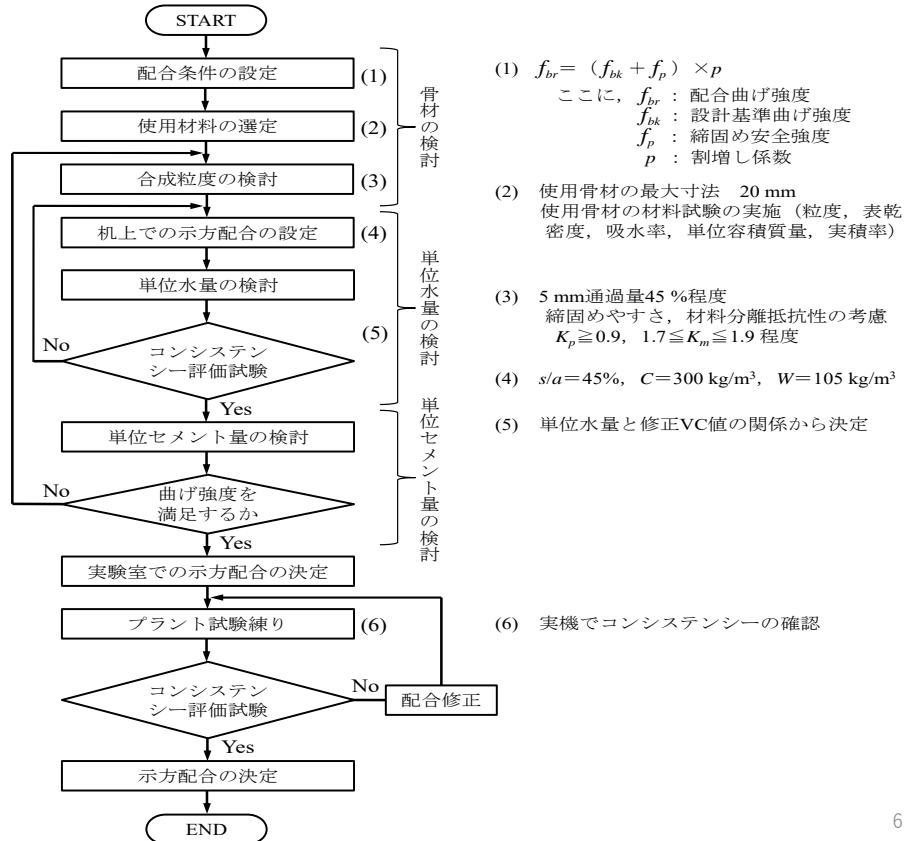 START
配合条件の設定
(1)
使用材料の選定
(2)
合成粒度の検討
(3)
骨材の検討
机上での示方配合の設定
(4)
単位水量の検討
No
コンシステン
シー評価試験
(5)
単位水量の検討
Yes
単位セメント量の検討
No
曲げ強度を
満足するか
単位セメント量の検討
Yes
実験室での示方配合の決定
プラント試験練り
(6)
コンシステン
シー評価試験
No
配合修正
Yes
示方配合の決定
END
(1) fbr=（fbk + fp）×p
ここに，fbr : 配合曲げ強度
fbk : 設計基準曲げ強度
fp : 締固め安全強度
p : 割増し係数
(2) 使用骨材の最大寸法 20 mm
使用骨材の材料試験の実施（粒度，表乾
密度，吸水率，単位容積質量，実積率）
(3) 5 mm通過量45 %程度
締固めやすさ，材料分離抵抗性の考慮
Kp≧0.9，1.7≦Km≦1.9 程度
(4) s/a＝45%，C＝300 kg/m³，W＝105 kg/m³
(5) 単位水量と修正VC値の関係から決定
(6) 実機でコンシステンシーの確認
6